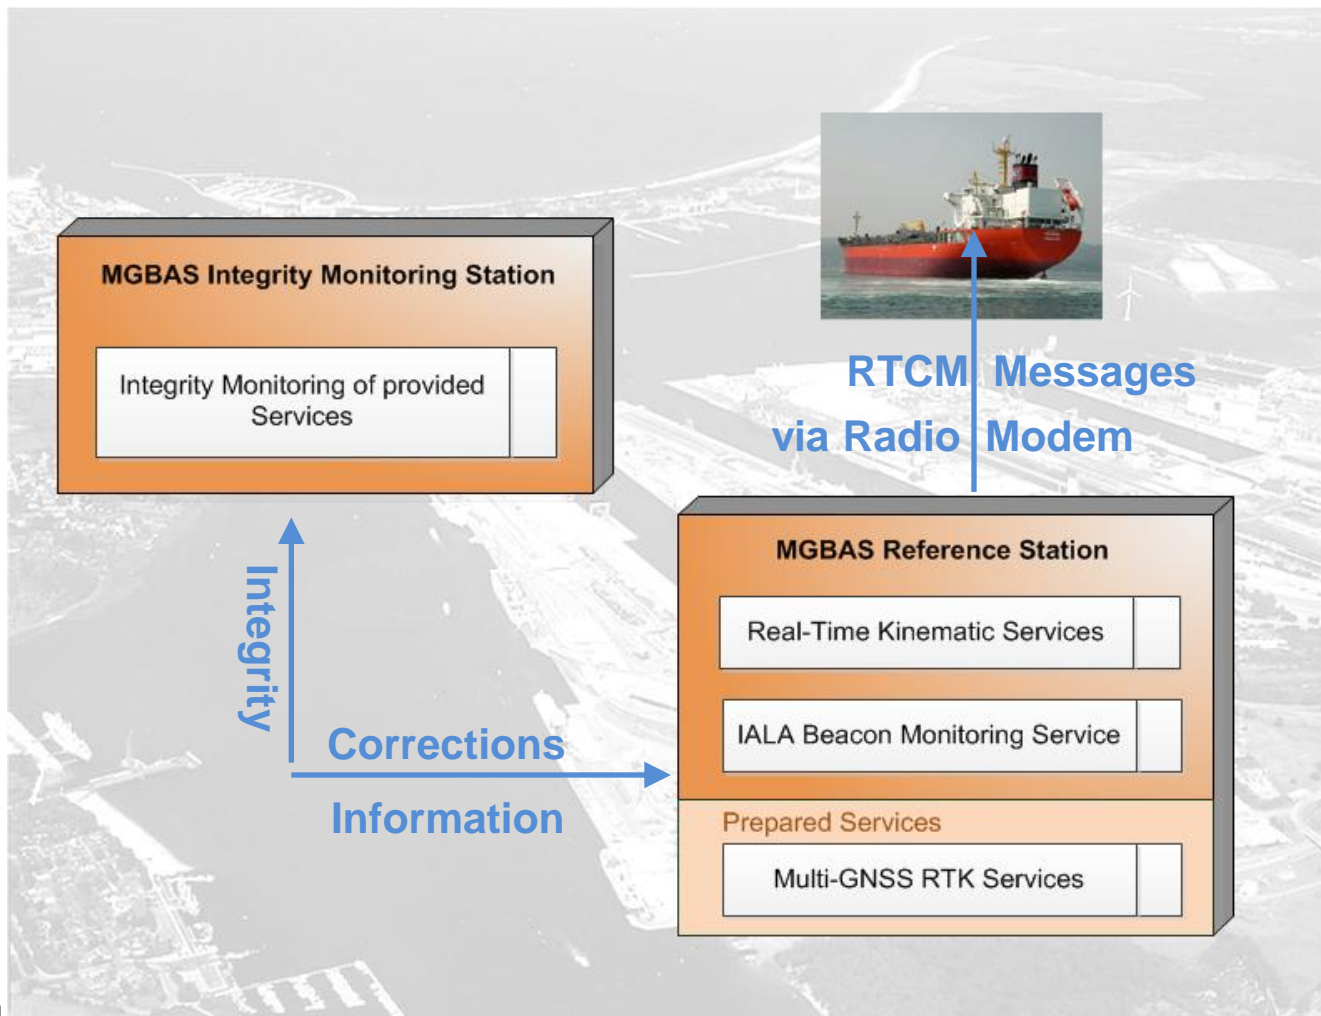 MGBAS Integrity Monitoring Station
Integrity Monitoring of provided
Services
RTCM Messages
via Radio Modem
MGBAS Reference Station
Real-Time Kinematic Services
IALA Beacon Monitoring Service
Prepared Services
Multi-GNSS RTK Services
Integrity
Corrections
Information